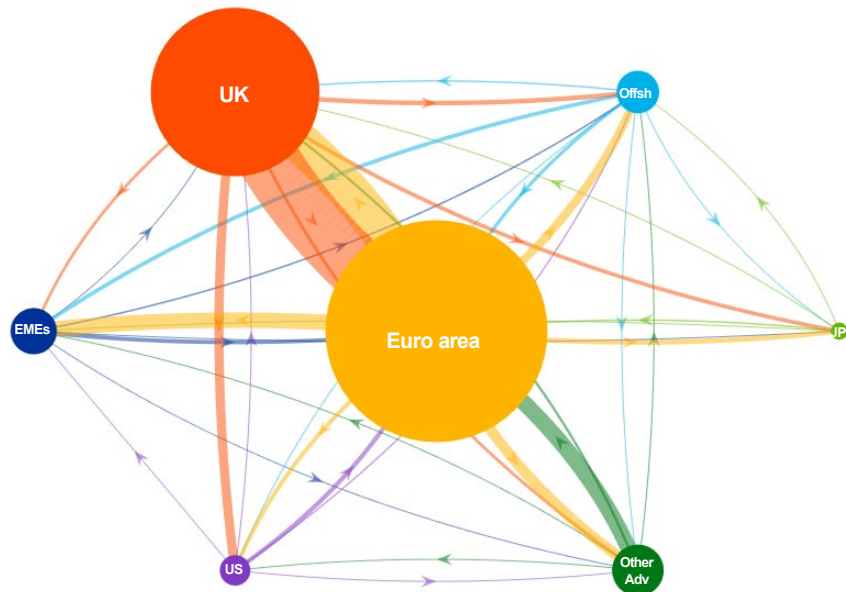 UK
Offsh
EMEs
Euro area
JP
US
Other
Adv